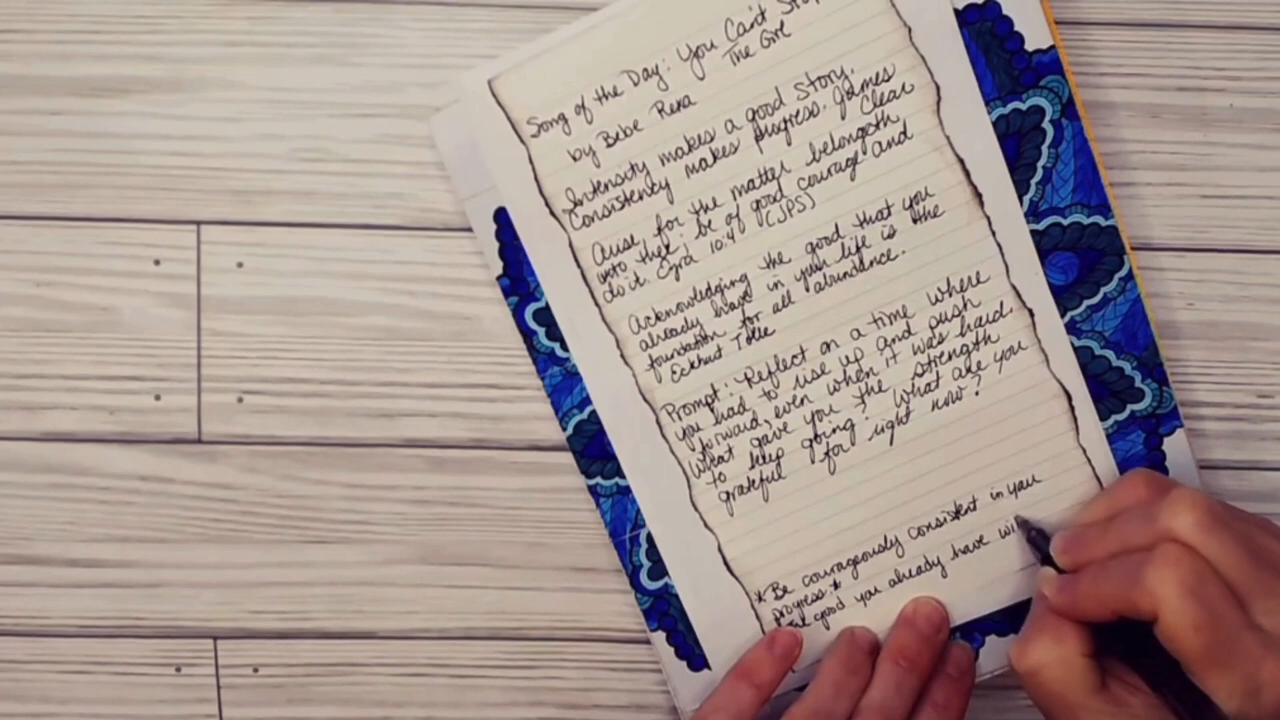 Song of the Day: You Can't Stop
The Girl
by Bebe Rexa
Intensity makes a good story.
Consistency makes progress. James
Clear
Arise, for the matter belongeth
unto thee; be of good courage and
do it. Ezra 10:4 (JPS)
Acknowledging the good that you
already have in your life is the
foundation for all abundance.
Eckhart Tolle
Prompt: Reflect on a time where
you had to rise up and push
forward, even when it was hard.
What gave you the strength
to keep going? What are you
grateful for right now?
*Be courageously consistent in you
progress.*
The good you already have wi